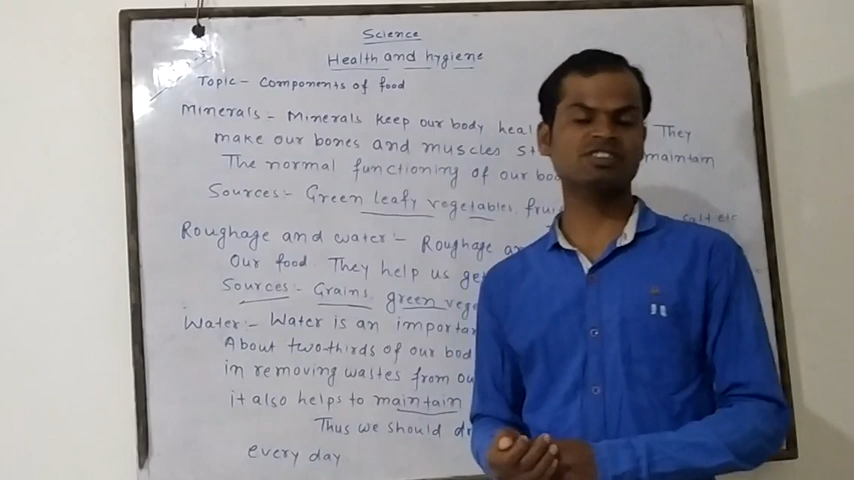 Science
Health and hygiene
Topic - Components of food
Minerals - Minerals keep our body heal They
make our bones and muscles st maintain
The normal functioning of our bo
Sources:- Green leafy vegetables, frui salt etc
Roughage and water:- Roughage a
Our food. They help us ge
Sources - Grains, green veg
Water:- Water is an importa
About two-thirds of our bod
in removing wastes from ou
it also helps to maintain
Thus we should d
every day